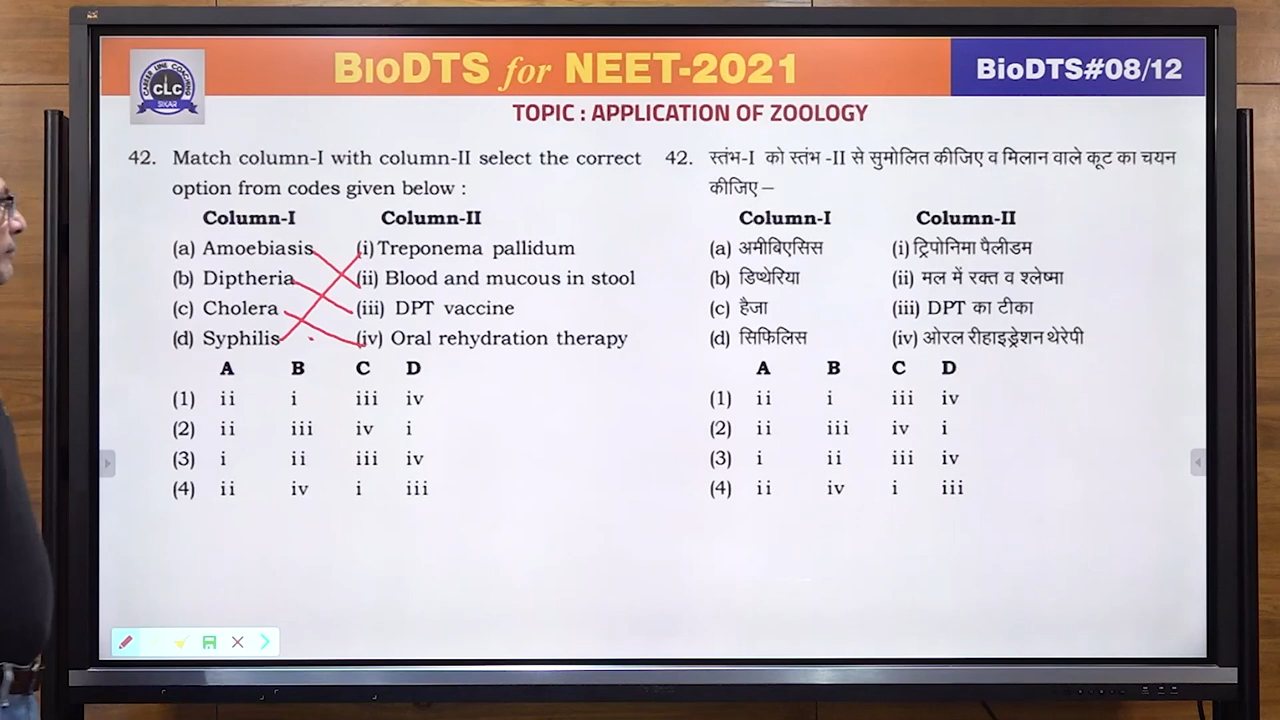 BIODTS for NEET-2021
BIODTS#08/12
CAREER LINE COACHING
CLC
SIKAR
TOPIC : APPLICATION OF ZOOLOGY
42. Match column-I with column-II select the correct
option from codes given below :
Column-I Column-II
(a) Amoebiasis (i) Treponema pallidum
(b) Diptheria (ii) Blood and mucous in stool
(c) Cholera (iii) DPT vaccine
(d) Syphilis (iv) Oral rehydration therapy
A B C D
(1) ii i iii iv
(2) ii iii iv i
(3) i ii iii iv
(4) ii iv i iii
42. स्तंभ-I को स्तंभ -II से सुमोलित कीजिए व मिलान वाले कूट का चयन
कीजिए –
Column-I Column-II
(a) अमीबिएसिस (i) ट्रिपोनिमा पैलीडम
(b) डिप्थेरिया (ii) मल में रक्त व श्लेष्मा
(c) हैजा (iii) DPT का टीका
(d) सिफिलिस (iv) ओरल रीहाइड्रेशन थेरेपी
A B C D
(1) ii i iii iv
(2) ii iii iv i
(3) i ii iii iv
(4) ii iv i iii